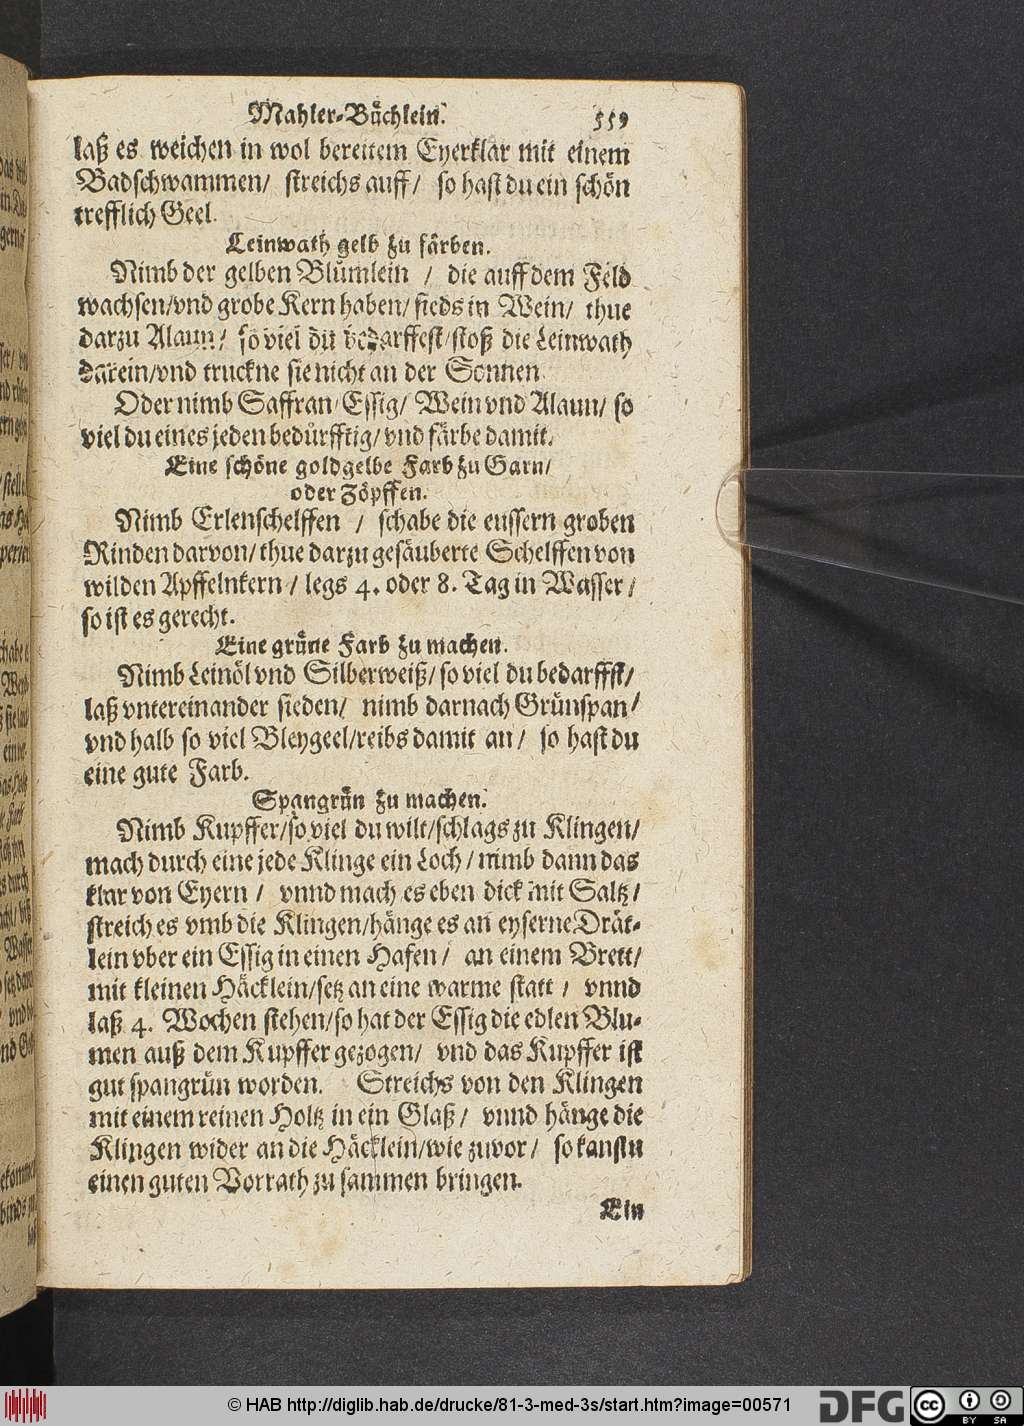 Mahler-Büchlein. 559
laß es weichen in wol bereitem Eyerklar mit einem
Badschwammen/ streichs auff/ so hast du ein schön
trefflich Geel.
Leinwath gelb zu färben.
Nimb der gelben Blümlein / die auff dem Feld
wachsen/vnd grobe Kern haben/ sieds in Wein/ thue
darzu Alaun/ so viel du bedarffest/stoß die Leinwath
darein/vnd truckne sie nicht an der Sonnen
Oder nimb Saffran/Essig/ Wein vnd Alaun/ so
viel du eines jeden bedürfftig/vnd färbe damit.
Eine schöne goldgelbe Farb zu Garn/
oder Zöpffen.
Nimb Erlenschelffen / schabe die eussern groben
Rinden darvon/thue darzu gesäuberte Schelffen von
wilden Apffelnkern/ legs 4. oder 8. Tag in Wasser/
so ist es gerecht.
Eine grüne Farb zu machen.
Nimb Leinöl vnd Silberweiß/so viel du bedarffst/
laß vntereinander sieden/ nimb darnach Grünspan/
vnd halb so viel Bleygeel/reibs damit an/ so hast du
eine gute Farb.
Spangrün zu machen.
Nimb Kupffer/so viel du wilt/schlags zu Klingen/
mach durch eine jede Klinge ein Loch/nimb dann das
klar von Eyern / vnnd mach es eben dick mit Saltz/
streich es vmb die Klingen/hänge es an eyserne Drät-
lein vber ein Essig in einen Hafen/ an einem Brett/
mit kleinen Häcklein/setz an eine warme statt / vnnd
laß 4. Wochen stehen/so hat der Essig die edlen Blu-
men auß dem Kupffer gezogen/ vnd das Kupffer ist
gut spangrün worden. Streichs von den Klingen
mit einem reinen Holtz in ein Glaß/ vnnd hänge die
Klingen wider an die Häcklein/wie zuvor/ so kanstu
einen guten Vorrath zu sammen bringen.
Ein
© HAB http://diglib.hab.de/drucke/81-3-med-3s/start.htm?image=00571
DFG cc BY SA